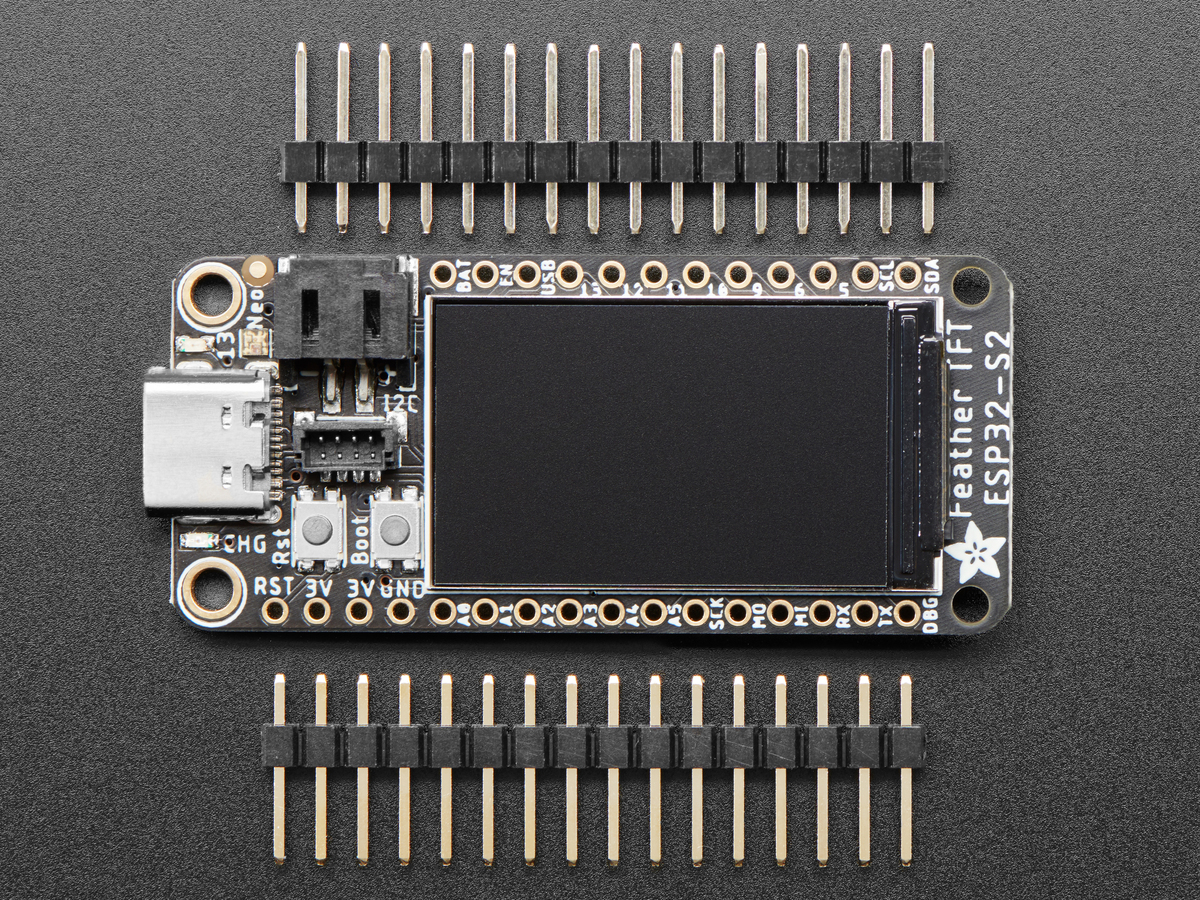 BAT
EN
USB
13
12
11
10
9
6
5
SCL
SDA
Neo
13
I2C
Feather TFT
ESP32-S2
CHG
Rst
Boot
RST
3V
3V
GND
A0
A1
A2
A3
A4
A5
SCK
MO
MI
RX
TX
DBG